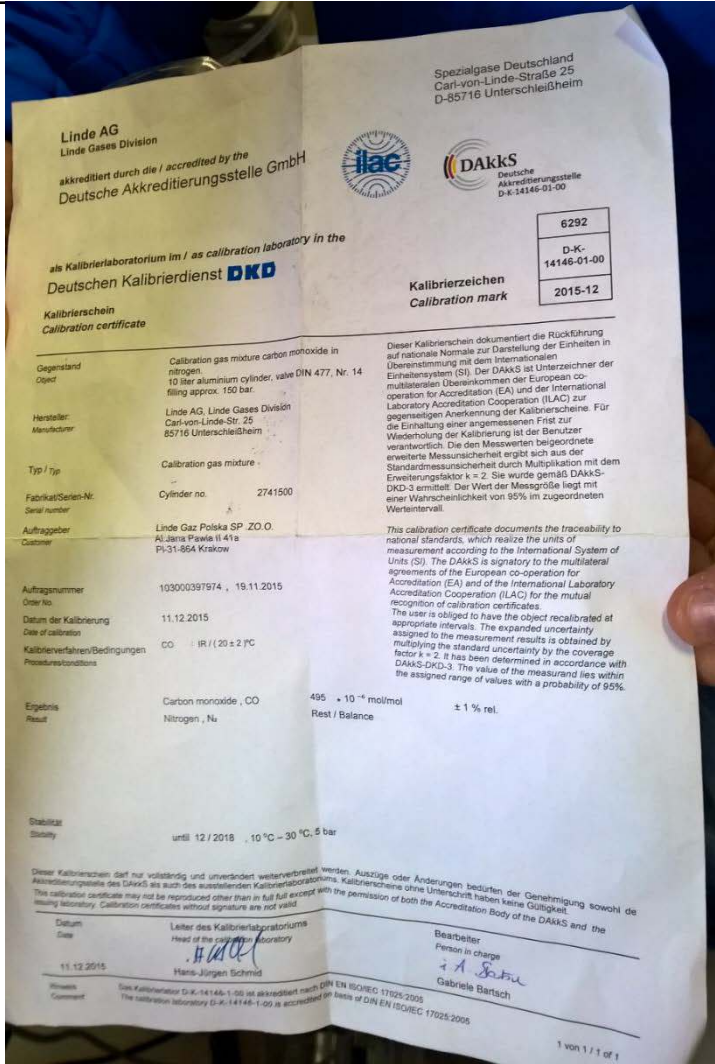 Spezialgase Deutschland
Carl-von-Linde-Straße 25
D-85716 Unterschleißheim
Linde AG
Linde Gases Division
akkreditiert durch die / accredited by the
Deutsche Akkreditierungsstelle GmbH
ilac
DAkkS
Deutsche
Akkreditierungsstelle
D-K-14146-01-00
als Kalibrierlaboratorium im / as calibration laboratory in the
Deutschen Kalibrierdienst DKD
6292
D-K-
14146-01-00
2015-12
Kalibrierzeichen
Calibration mark
Kalibrierschein
Calibration certificate
Gegenstand
Object
Calibration gas mixture carbon monoxide in
nitrogen.
10 liter aluminium cylinder, valve DIN 477, Nr. 14
filling approx. 150 bar.
Hersteller
Manufacturer
Linde AG, Linde Gases Division
Carl-von-Linde-Str. 25
85716 Unterschleißheim
Typ / Typ
Calibration gas mixture
Fabrikat/Serien-Nr.
Serial number
Cylinder no. 2741500
Auftraggeber
Customer
Linde Gaz Polska SP .ZO.O.
Al.Jana Pawla II 41a
Pl-31-864 Krakow
Auftragsnummer
Order No.
103000397974 , 19.11.2015
Datum der Kalibrierung
Date of calibration
11.12.2015
Kalibrierverfahren/Bedingungen
Procedures/conditions
CO : IR / ( 20 ± 2 )°C
Dieser Kalibrierschein dokumentiert die Rückführung
auf nationale Normale zur Darstellung der Einheiten in
Übereinstimmung mit dem Internationalen
Einheitensystem (SI). Der DAkkS ist Unterzeichner der
multilateralen Übereinkommen der European co-
operation for Accreditation (EA) und der International
Laboratory Accreditation Cooperation (ILAC) zur
gegenseitigen Anerkennung der Kalibrierscheine. Für
die Einhaltung einer angemessenen Frist zur
Wiederholung der Kalibrierung ist der Benutzer
verantwortlich. Die den Messwerten beigeordnete
erweiterte Messunsicherheit ergibt sich aus der
Standardmessunsicherheit durch Multiplikation mit dem
Erweiterungsfaktor k = 2. Sie wurde gemäß DAkkS-
DKD-3 ermittelt. Der Wert der Messgröße liegt mit
einer Wahrscheinlichkeit von 95% im zugeordneten
Werteintervall.
This calibration certificate documents the traceability to
national standards, which realize the units of
measurement according to the International System of
Units (SI). The DAkkS is signatory to the multilateral
agreements of the European co-operation for
Accreditation (EA) and of the International Laboratory
Accreditation Cooperation (ILAC) for the mutual
recognition of calibration certificates.
The user is obliged to have the object recalibrated at
appropriate intervals. The expanded uncertainty
assigned to the measurement results is obtained by
multiplying the standard uncertainty by the coverage
factor k = 2. It has been determined in accordance with
DAkkS-DKD-3. The value of the measurand lies within
the assigned range of values with a probability of 95%.
Ergebnis
Result
Carbon monoxide , CO 495 * 10⁻⁶ mol/mol ± 1 % rel.
Nitrogen , N₂ Rest / Balance
Stabilität
Stability
until 12 / 2018 , 10 °C – 30 °C, 5 bar
Dieser Kalibrierschein darf nur vollständig und unverändert weiterverbreitet werden. Auszüge oder Änderungen bedürfen der Genehmigung sowohl de
Akkreditierungsstelle des DAkkS als auch des ausstellenden Kalibrierlaboratoriums. Kalibrierscheine ohne Unterschrift haben keine Gültigkeit.
This calibration certificate may not be reproduced other than in full full except with the permission of both the Accreditation Body of the DAkkS and the
issuing laboratory. Calibration certificates without signature are not valid.
Datum
Date
11.12.2015
Leiter des Kalibrierlaboratoriums
Head of the calibration laboratory
Hans-Jürgen Schmid
Bearbeiter
Person in charge
Gabriele Bartsch
Hinweis
Comment
Das Kalibrierlabor D-K-14146-1-00 ist akkreditiert nach DIN EN ISO/IEC 17025:2005
The calibration laboratory D-K-14146-1-00 is accredited on basis of DIN EN ISO/IEC 17025:2005
1 von 1 / 1 of 1